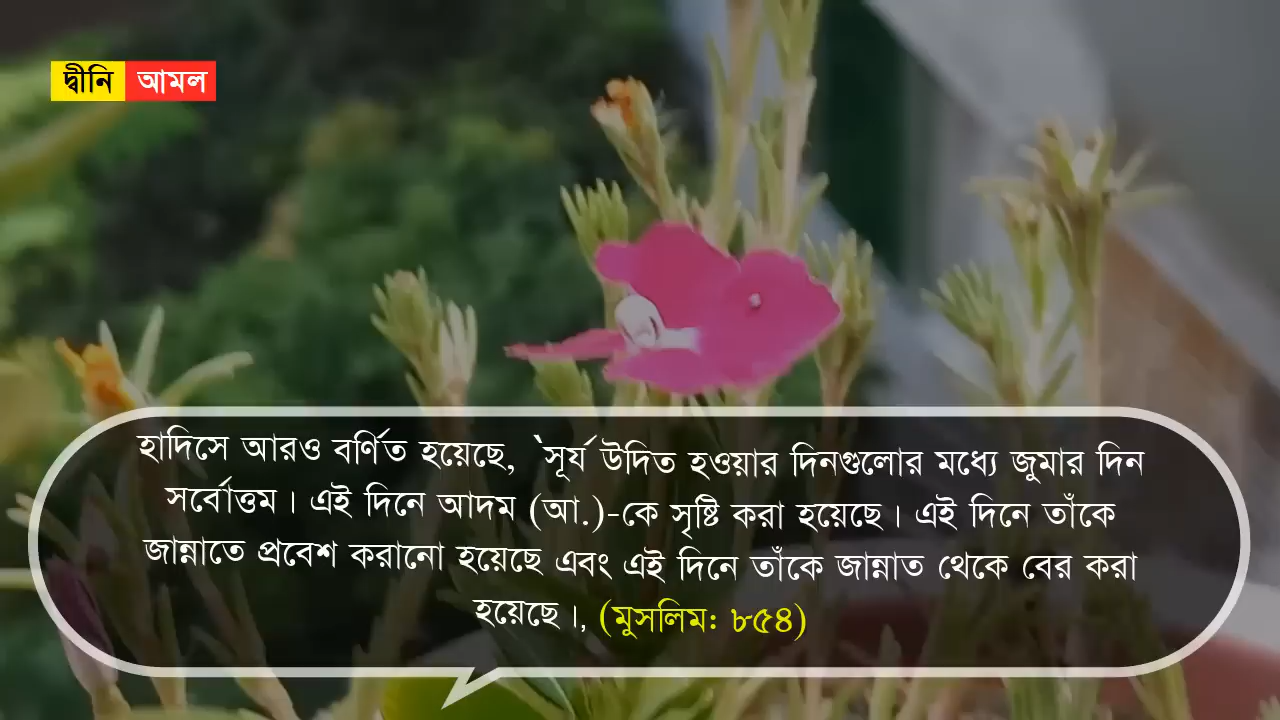 দ্বীনি আমল
হাদিসে আরও বর্ণিত হয়েছে, `সূর্য উদিত হওয়ার দিনগুলোর মধ্যে জুমার দিন
সর্বোত্তম। এই দিনে আদম (আ.)-কে সৃষ্টি করা হয়েছে। এই দিনে তাঁকে
জান্নাতে প্রবেশ করানো হয়েছে এবং এই দিনে তাঁকে জান্নাত থেকে বের করা
হয়েছে।, (মুসলিম: ৮৫৪)